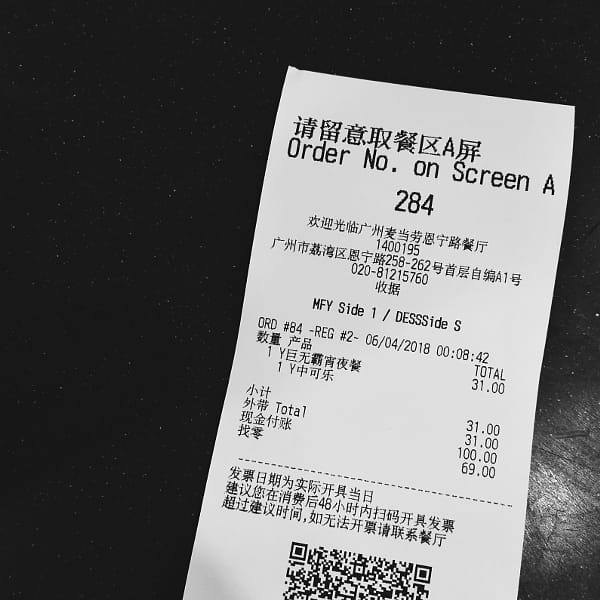 请留意取餐区A屏
Order No. on Screen A
284
欢迎光临广州麦当劳恩宁路餐厅
1400195
广州市荔湾区恩宁路258-262号首层自编A1号
020-81215760
收据
MFY Side 1 / DESSSide S
ORD #84 -REG #2- 06/04/2018 00:08:42
数量 产品 TOTAL
1 Y巨无霸宵夜餐 31.00
1 Y中可乐
小计 31.00
外带 Total 31.00
现金付账 100.00
找零 69.00
发票日期为实际开具当日
建议您在消费后48小时内扫码开具发票
超过建议时间,如无法开票请联系餐厅